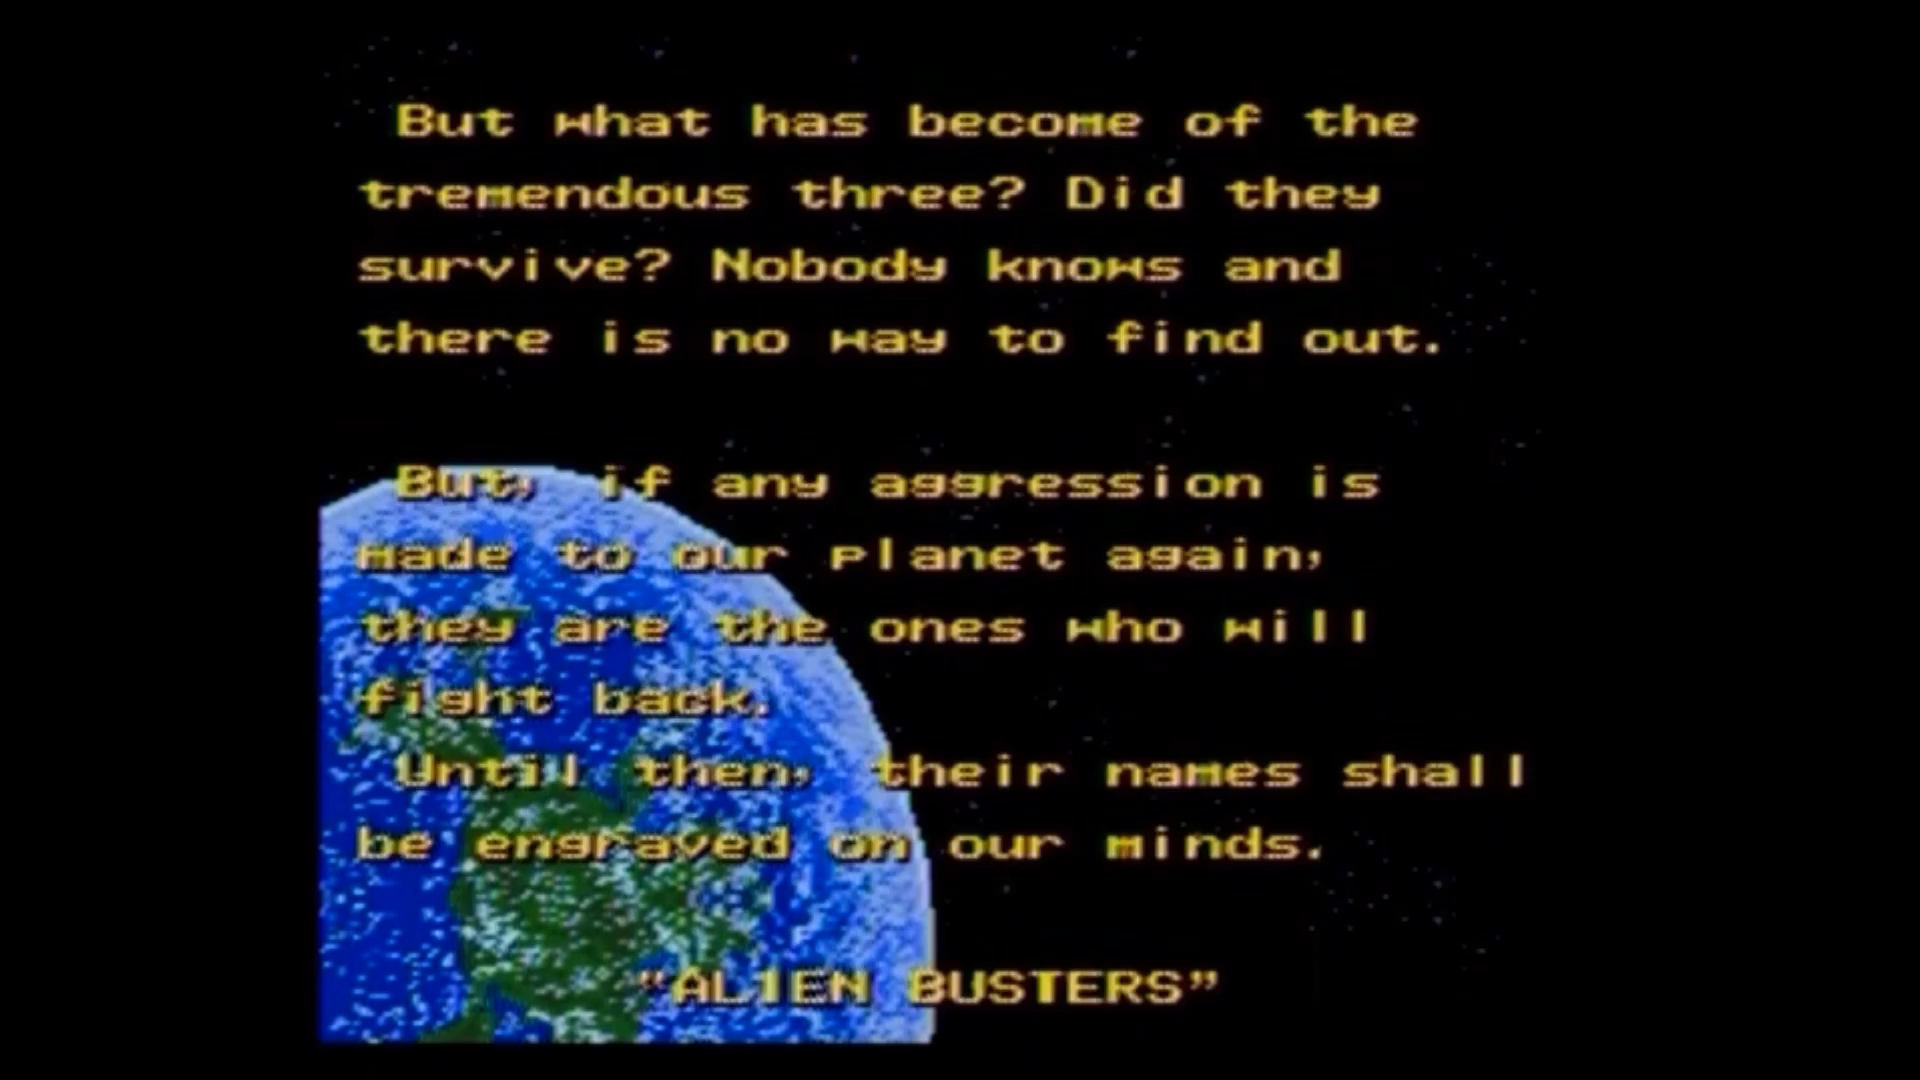 But what has become of the
tremendous three? Did they
survive? Nobody knows and
there is no way to find out.
But, if any aggression is
made to our planet again,
they are the ones who will
fight back.
Until then, their names shall
be engraved on our minds.
"ALIEN BUSTERS"